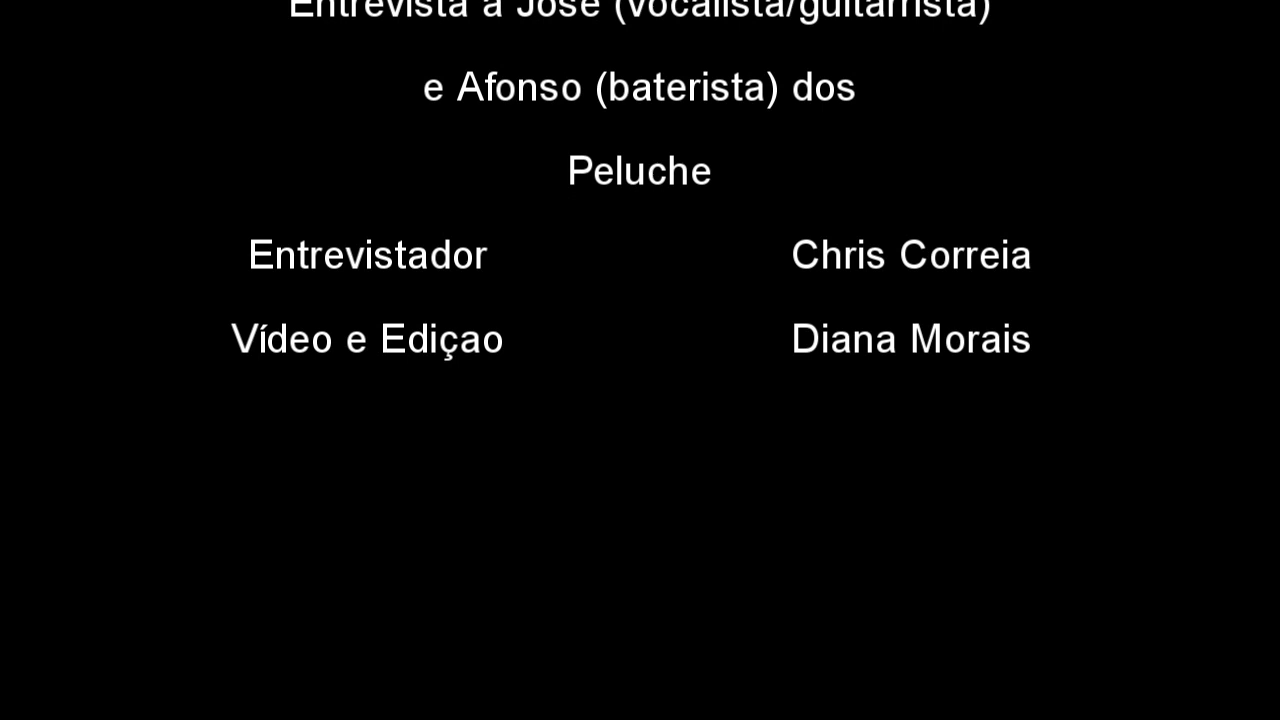 Entrevista a José (vocalista/guitarrista)
e Afonso (baterista) dos
Peluche
Entrevistador Chris Correia
Vídeo e Ediçao Diana Morais